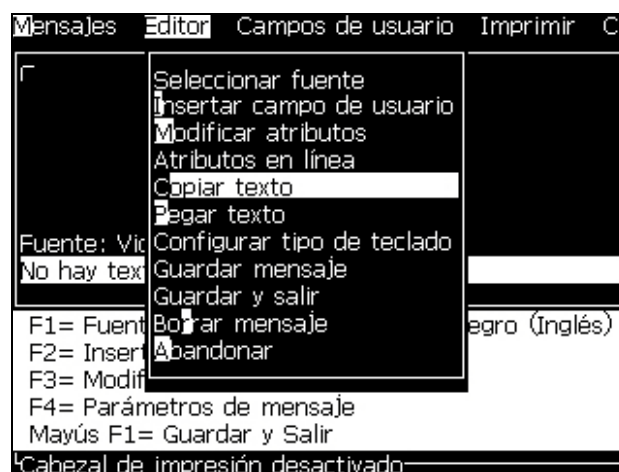 Mensajes Editor Campos de usuario Imprimir C
Seleccionar fuente
Insertar campo de usuario
Modificar atributos
Atributos en línea
Copiar texto
Pegar texto
Configurar tipo de teclado
Guardar mensaje
Guardar y salir
Borrar mensaje
Abandonar
Fuente: Vid
No hay tex
F1= Fuent egro (Inglés)
F2= Insert
F3= Modif
F4= Parámetros de mensaje
Mayús F1= Guardar y Salir
Cabezal de impresión desactivado